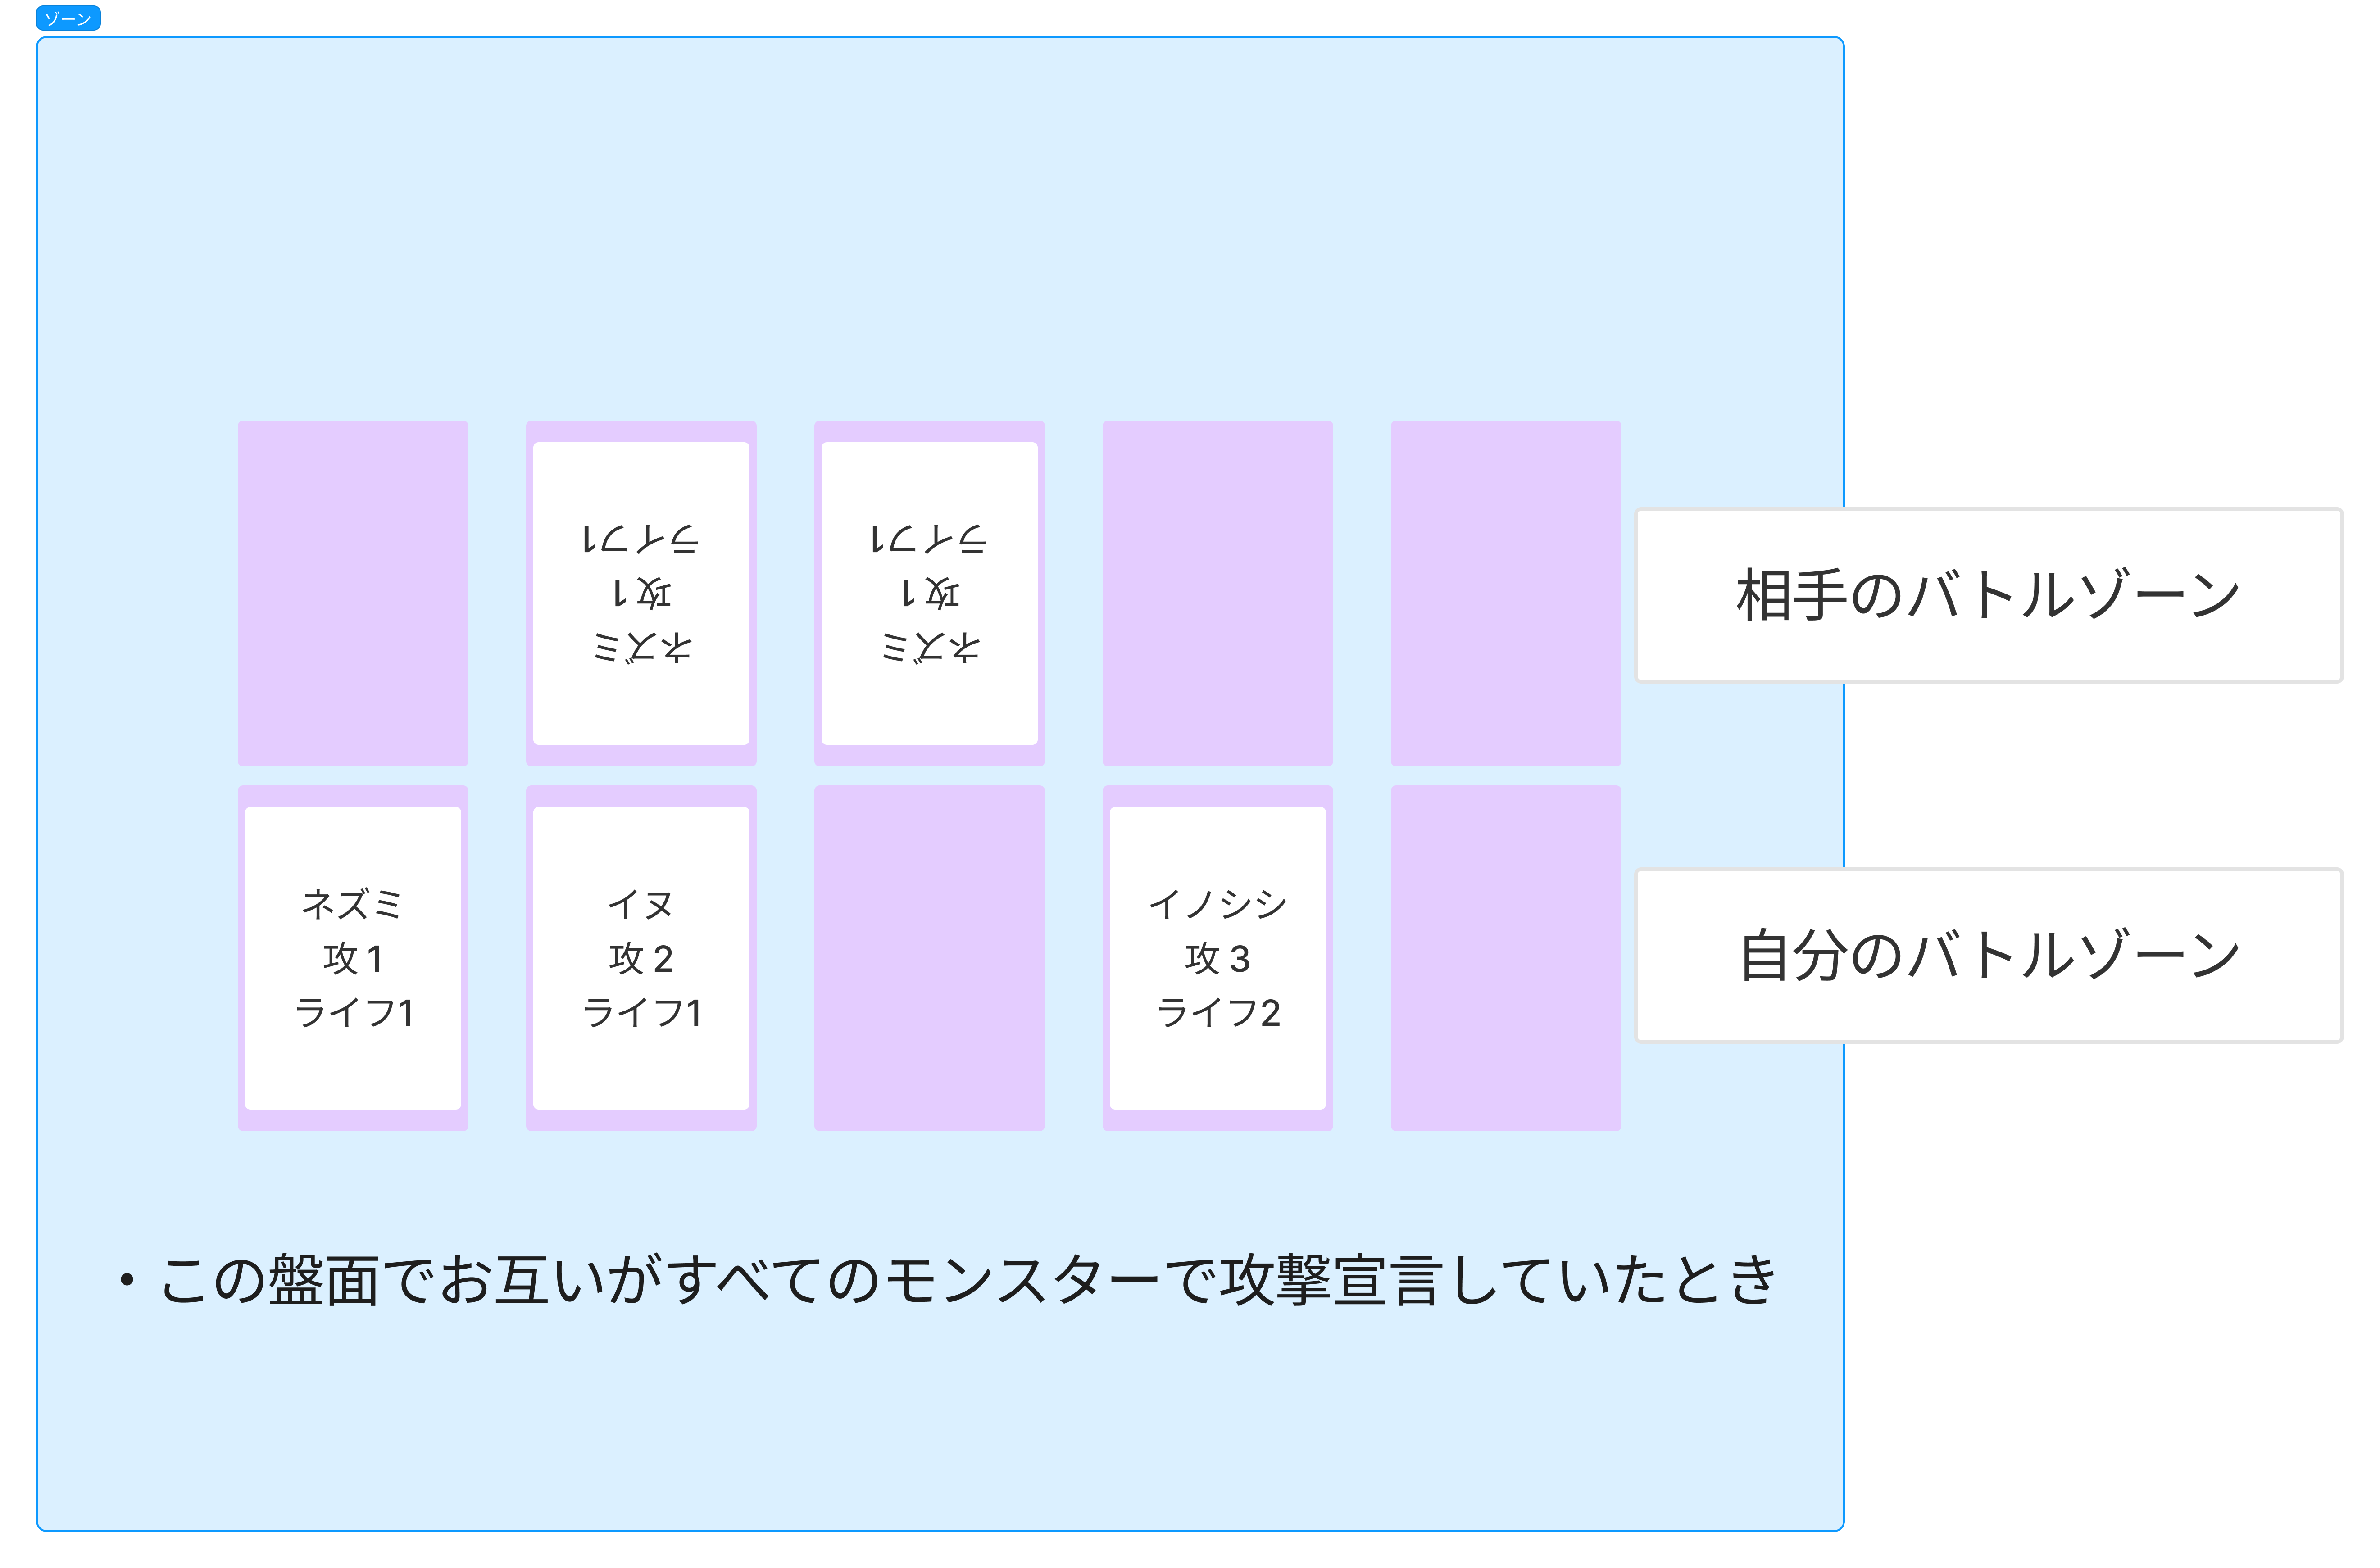 ゾーン
ネズミ
攻 1
ライフ1
ネズミ
攻 1
ライフ1
相手のバトルゾーン
ネズミ
攻 1
ライフ1
イヌ
攻 2
ライフ1
イノシシ
攻 3
ライフ2
自分のバトルゾーン
・この盤面でお互いがすべてのモンスターで攻撃宣言していたとき